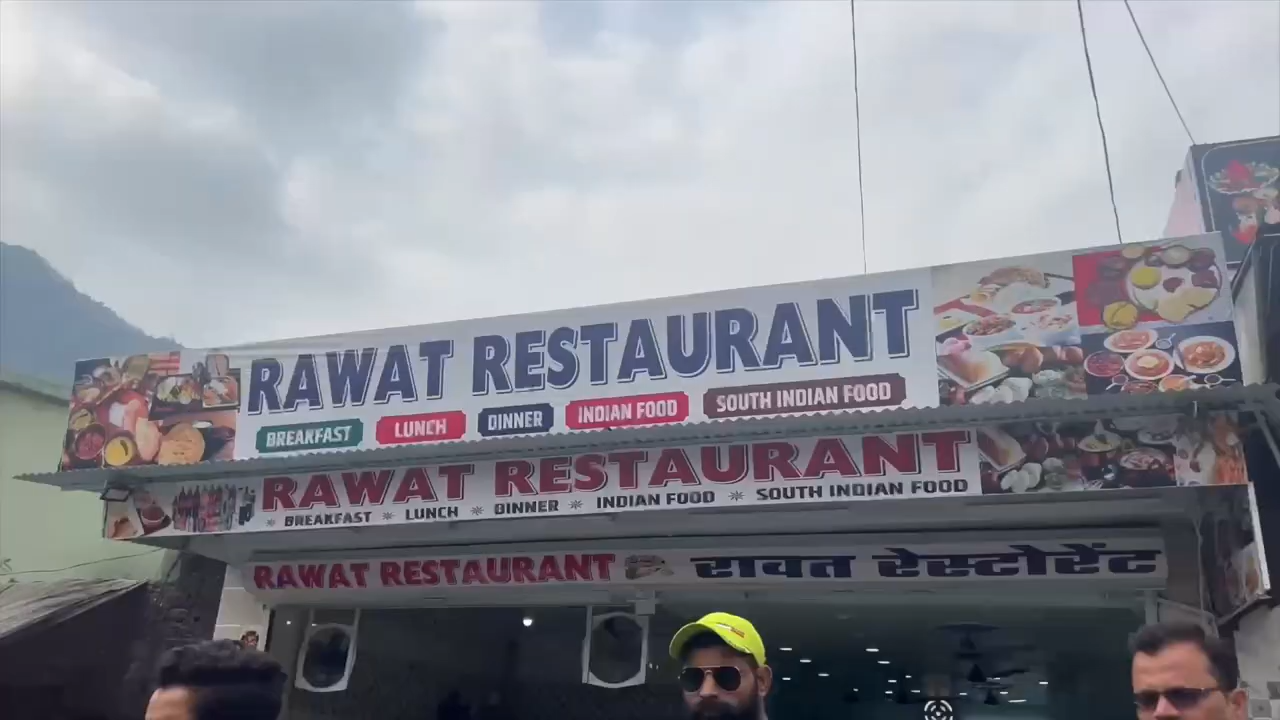 RAWAT RESTAURANT
BREAKFAST LUNCH DINNER INDIAN FOOD SOUTH INDIAN FOOD
RAWAT RESTAURANT
BREAKFAST LUNCH DINNER INDIAN FOOD SOUTH INDIAN FOOD
RAWAT RESTAURANT रावत रेस्टोरेंट